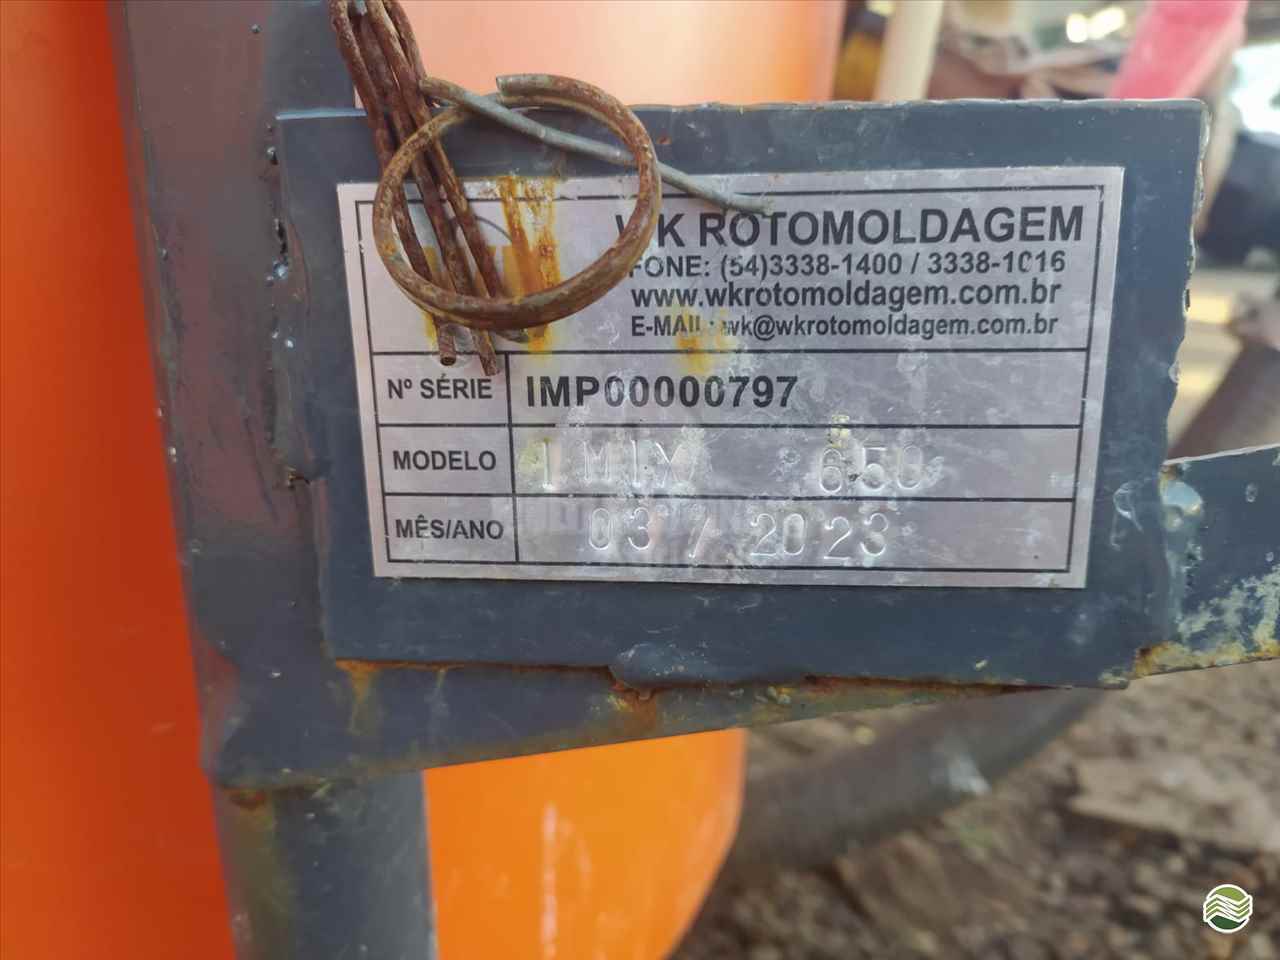 WK ROTOMOLDAGEM
FONE: (54)3338-1400 / 3338-1016
www.wkrotomoldagem.com.br
E-MAIL: wk@wkrotomoldagem.com.br
Nº SÉRIE IMP00000797
MODELO IMIX 650
MÊS/ANO 03 / 2023